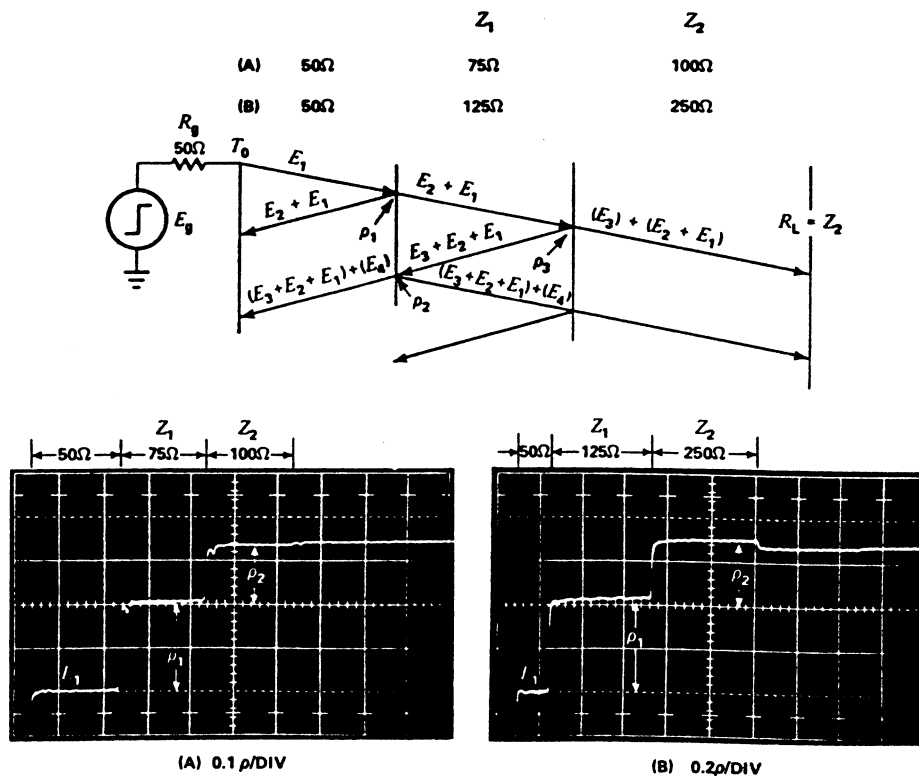 Z1 Z2
(A) 50Ω 75Ω 100Ω
(B) 50Ω 125Ω 250Ω
Rg
50Ω
T0
Eg
E1
E2 + E1
E2 + E1
ρ1
E3 + E2 + E1
ρ3
(E3) + (E2 + E1)
RL = Z2
(E3 + E2 + E1) + (E4)
ρ2
(E3 + E2 + E1) + (E4)
Z1 Z2
50Ω 75Ω 100Ω
ρ2
ρ1
(A) 0.1 ρ/DIV
Z1 Z2
50Ω 125Ω 250Ω
ρ2
ρ1
(B) 0.2ρ/DIV